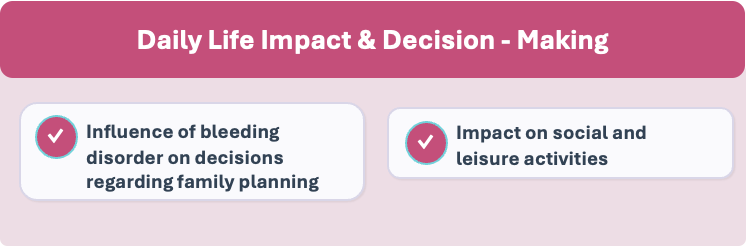 Daily Life Impact & Decision - Making
Influence of bleeding
disorder on decisions
regarding family planning
Impact on social and
leisure activities